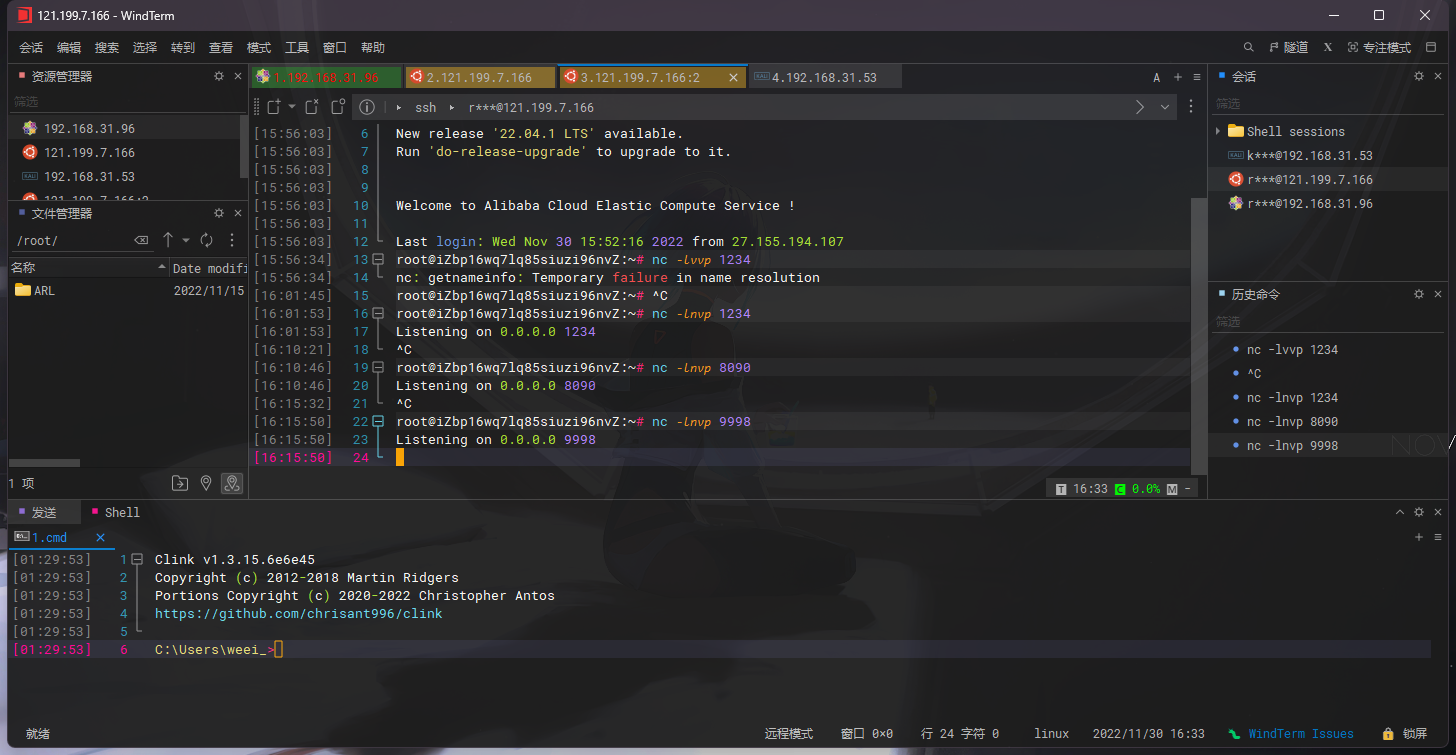 121.199.7.166 - WindTerm
会话 编辑 搜索 选择 转到 查看 模式 工具 窗口 帮助
隧道 X 专注模式
资源管理器
筛选
192.168.31.96
121.199.7.166
192.168.31.53
121.199.7.166:2
文件管理器
/root/
名称 Date modifi
ARL 2022/11/15
1 项
1.192.168.31.96 2.121.199.7.166 3.121.199.7.166:2 KALI 4.192.168.31.53 A
ssh r***@121.199.7.166
[15:56:03] 6 New release '22.04.1 LTS' available.
[15:56:03] 7 Run 'do-release-upgrade' to upgrade to it.
[15:56:03] 8
[15:56:03] 9
[15:56:03] 10 Welcome to Alibaba Cloud Elastic Compute Service !
[15:56:03] 11
[15:56:03] 12 Last login: Wed Nov 30 15:52:16 2022 from 27.155.194.107
[15:56:34] 13 root@iZbp16wq7lq85siuzi96nvZ:~# nc -lvvp 1234
[15:56:34] 14 nc: getnameinfo: Temporary failure in name resolution
[16:01:45] 15 root@iZbp16wq7lq85siuzi96nvZ:~# ^C
[16:01:53] 16 root@iZbp16wq7lq85siuzi96nvZ:~# nc -lnvp 1234
[16:01:53] 17 Listening on 0.0.0.0 1234
[16:10:21] 18 ^C
[16:10:46] 19 root@iZbp16wq7lq85siuzi96nvZ:~# nc -lnvp 8090
[16:10:46] 20 Listening on 0.0.0.0 8090
[16:15:32] 21 ^C
[16:15:50] 22 root@iZbp16wq7lq85siuzi96nvZ:~# nc -lnvp 9998
[16:15:50] 23 Listening on 0.0.0.0 9998
[16:15:50] 24
T 16:33 C 0.0% M -
会话
筛选
Shell sessions
KALI k***@192.168.31.53
r***@121.199.7.166
r***@192.168.31.96
历史命令
筛选
nc -lvvp 1234
^C
nc -lnvp 1234
nc -lnvp 8090
nc -lnvp 9998
发送 Shell
1.cmd
[01:29:53] 1 Clink v1.3.15.6e6e45
[01:29:53] 2 Copyright (c) 2012-2018 Martin Ridgers
[01:29:53] 3 Portions Copyright (c) 2020-2022 Christopher Antos
[01:29:53] 4 https://github.com/chrisant996/clink
[01:29:53] 5
[01:29:53] 6 C:\Users\weei_>
就绪 远程模式 窗口 0×0 行 24 字符 0 linux 2022/11/30 16:33 WindTerm Issues 锁屏